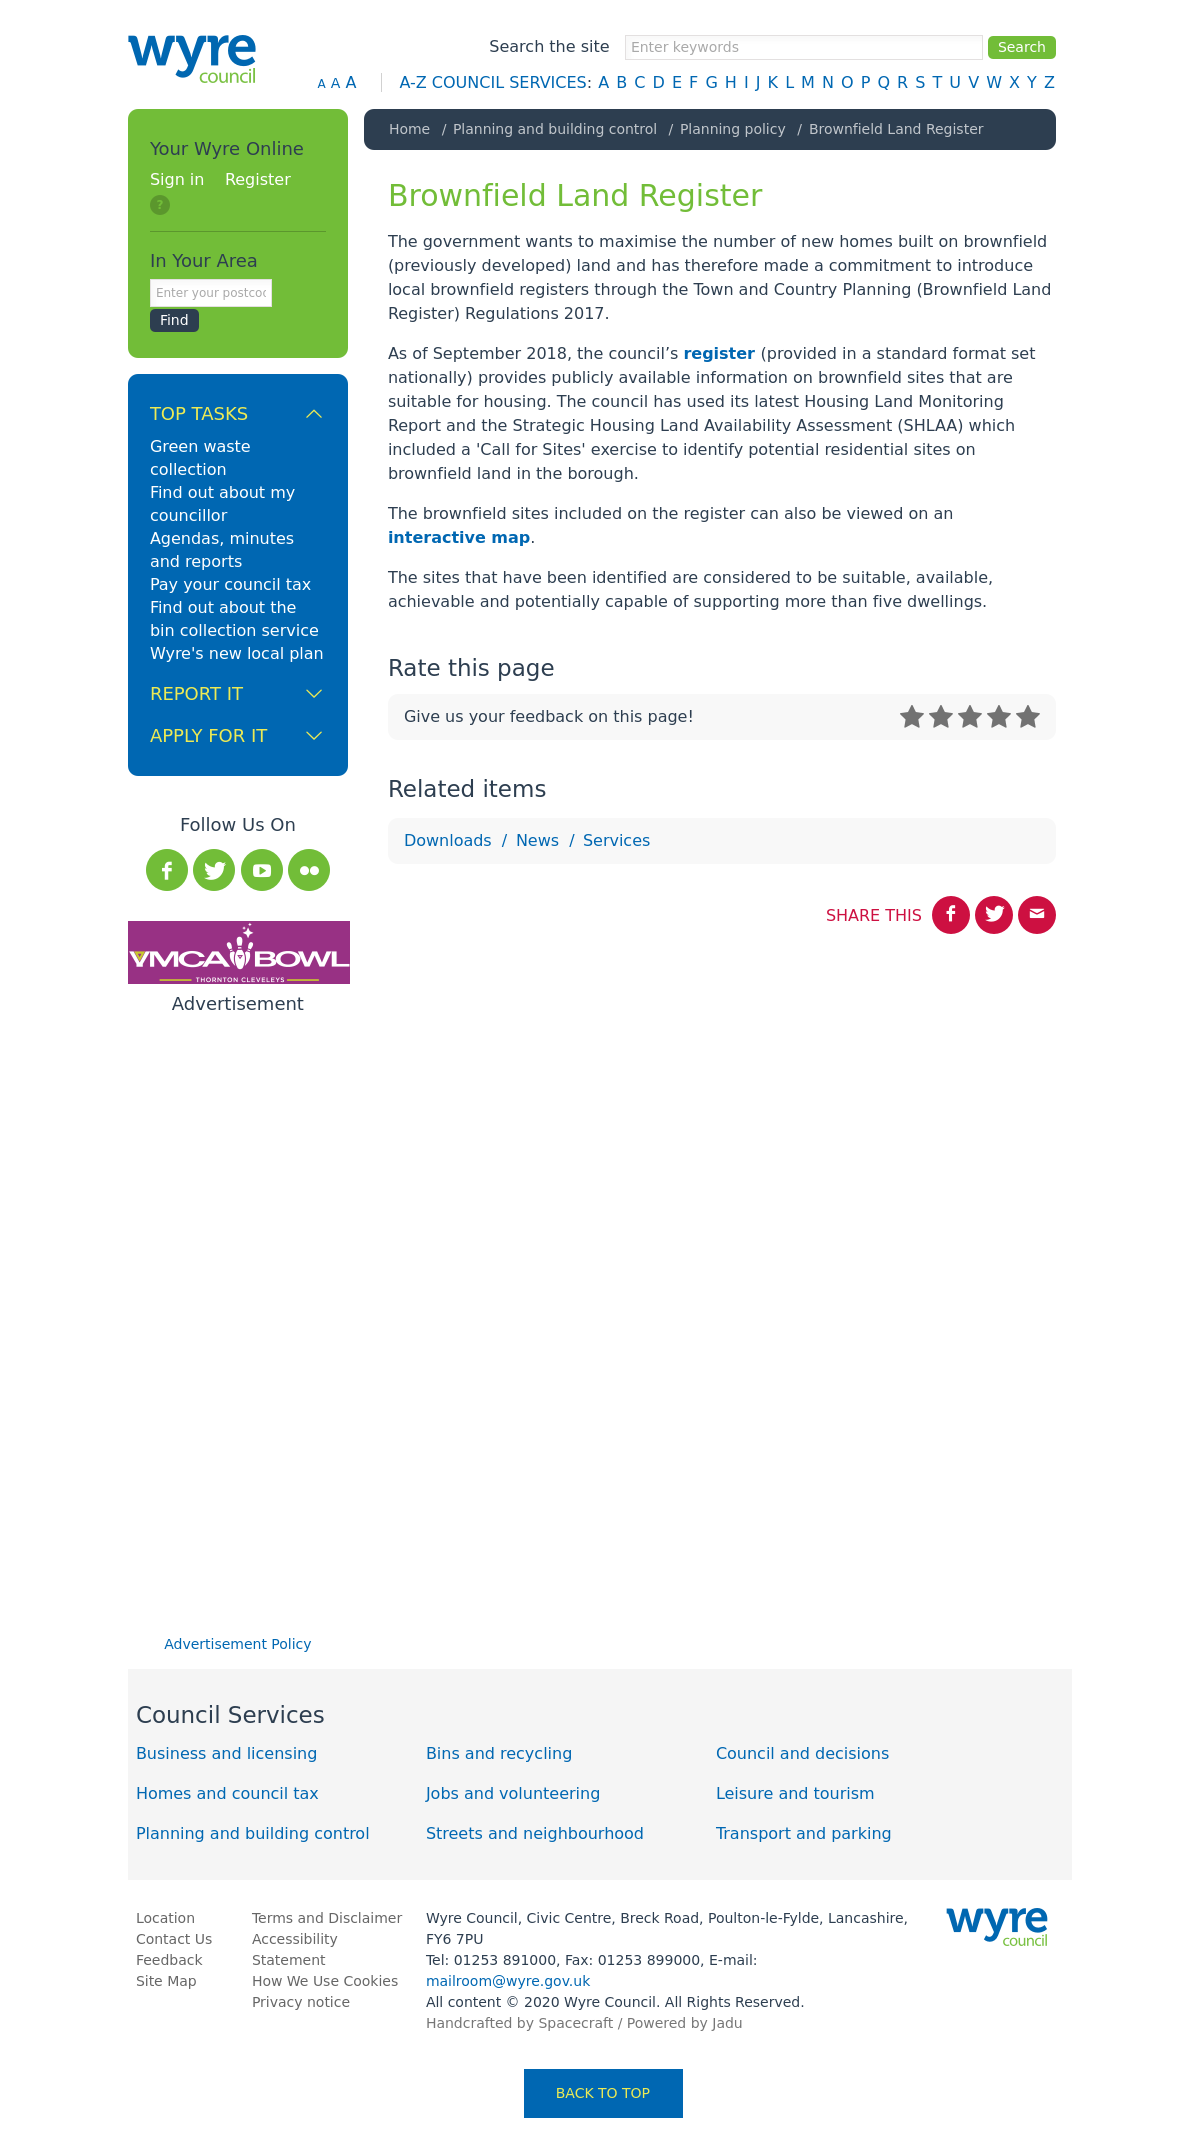 wyre
council
Search the site
Enter keywords
Search
A A A
A-Z COUNCIL SERVICES: A B C D E F G H I J K L M N O P Q R S T U V W X Y Z
Your Wyre Online
Sign in Register
?
In Your Area
Enter your postcoc
Find
TOP TASKS
Green waste
collection
Find out about my
councillor
Agendas, minutes
and reports
Pay your council tax
Find out about the
bin collection service
Wyre's new local plan
REPORT IT
APPLY FOR IT
Follow Us On
YMCA BOWL
THORNTON CLEVELEYS
Advertisement
Advertisement Policy
Home / Planning and building control / Planning policy / Brownfield Land Register
Brownfield Land Register
The government wants to maximise the number of new homes built on brownfield
(previously developed) land and has therefore made a commitment to introduce
local brownfield registers through the Town and Country Planning (Brownfield Land
Register) Regulations 2017.
As of September 2018, the council’s register (provided in a standard format set
nationally) provides publicly available information on brownfield sites that are
suitable for housing. The council has used its latest Housing Land Monitoring
Report and the Strategic Housing Land Availability Assessment (SHLAA) which
included a 'Call for Sites' exercise to identify potential residential sites on
brownfield land in the borough.
The brownfield sites included on the register can also be viewed on an
interactive map.
The sites that have been identified are considered to be suitable, available,
achievable and potentially capable of supporting more than five dwellings.
Rate this page
Give us your feedback on this page!
Related items
Downloads / News / Services
SHARE THIS
Council Services
Business and licensing
Bins and recycling
Council and decisions
Homes and council tax
Jobs and volunteering
Leisure and tourism
Planning and building control
Streets and neighbourhood
Transport and parking
Location
Contact Us
Feedback
Site Map
Terms and Disclaimer
Accessibility
Statement
How We Use Cookies
Privacy notice
Wyre Council, Civic Centre, Breck Road, Poulton-le-Fylde, Lancashire,
FY6 7PU
Tel: 01253 891000, Fax: 01253 899000, E-mail:
mailroom@wyre.gov.uk
All content © 2020 Wyre Council. All Rights Reserved.
Handcrafted by Spacecraft / Powered by Jadu
wyre
council
BACK TO TOP